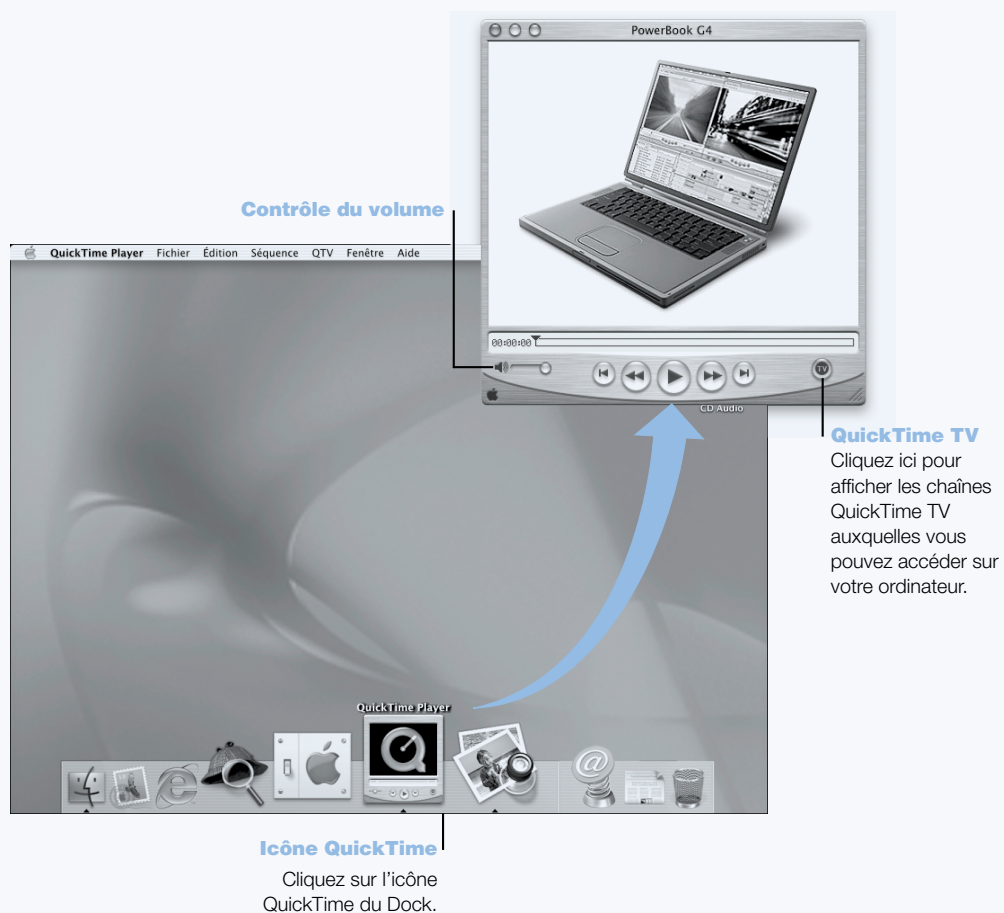 PowerBook G4
Contrôle du volume
QuickTime Player Fichier Édition Séquence QTV Fenêtre Aide
00:00:00
TV
CD Audio
QuickTime TV
Cliquez ici pour
afficher les chaînes
QuickTime TV
auxquelles vous
pouvez accéder sur
votre ordinateur.
QuickTime Player
@
Icône QuickTime
Cliquez sur l’icône
QuickTime du Dock.